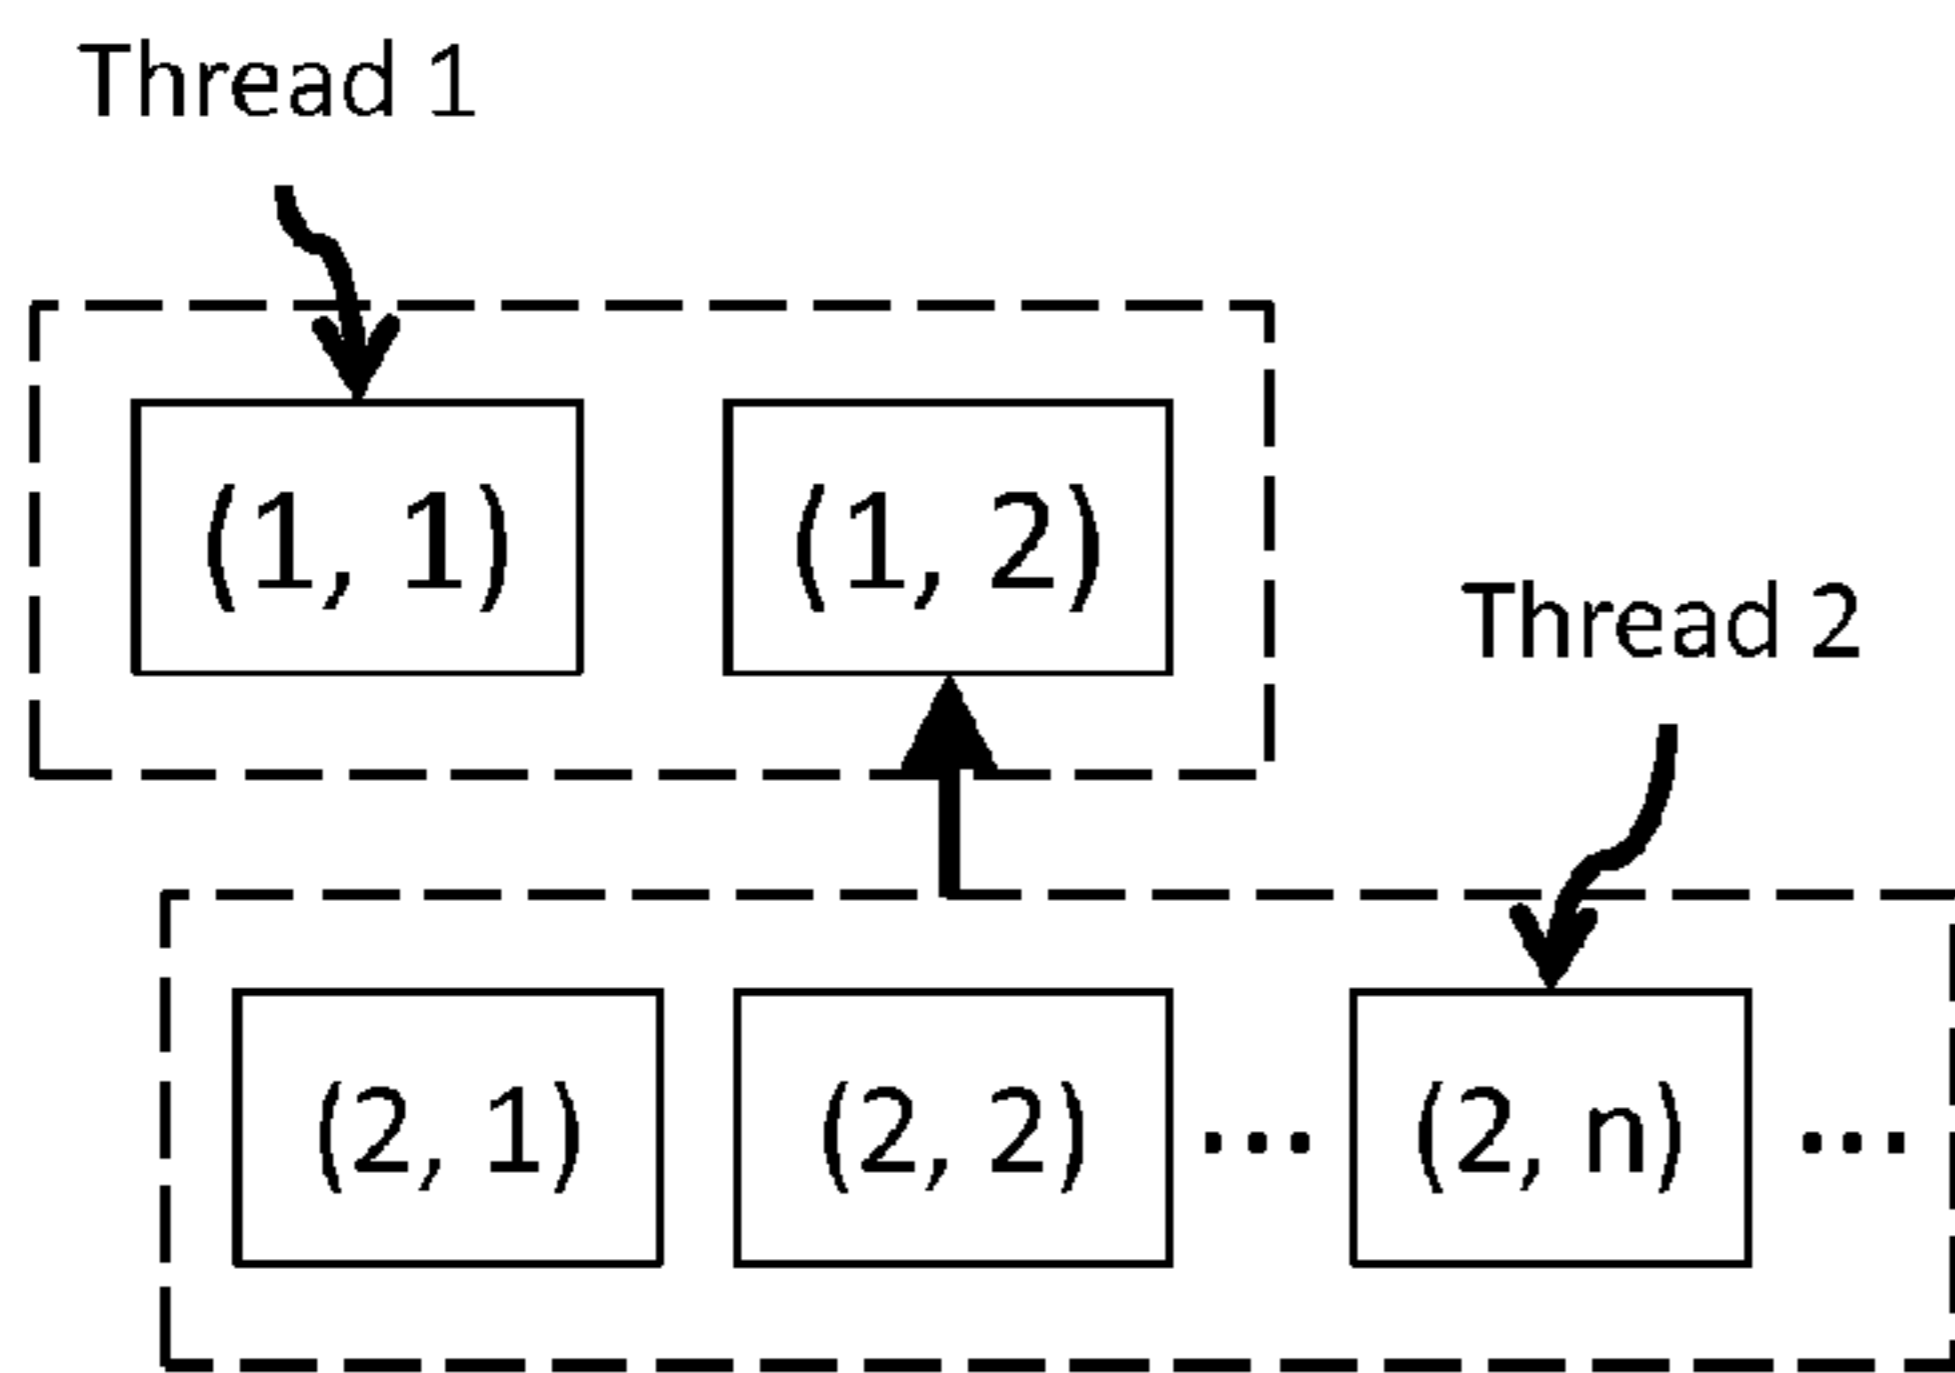 Thread 1
(1, 1) (1, 2)
Thread 2
(2, 1) (2, 2) ... (2, n) ...